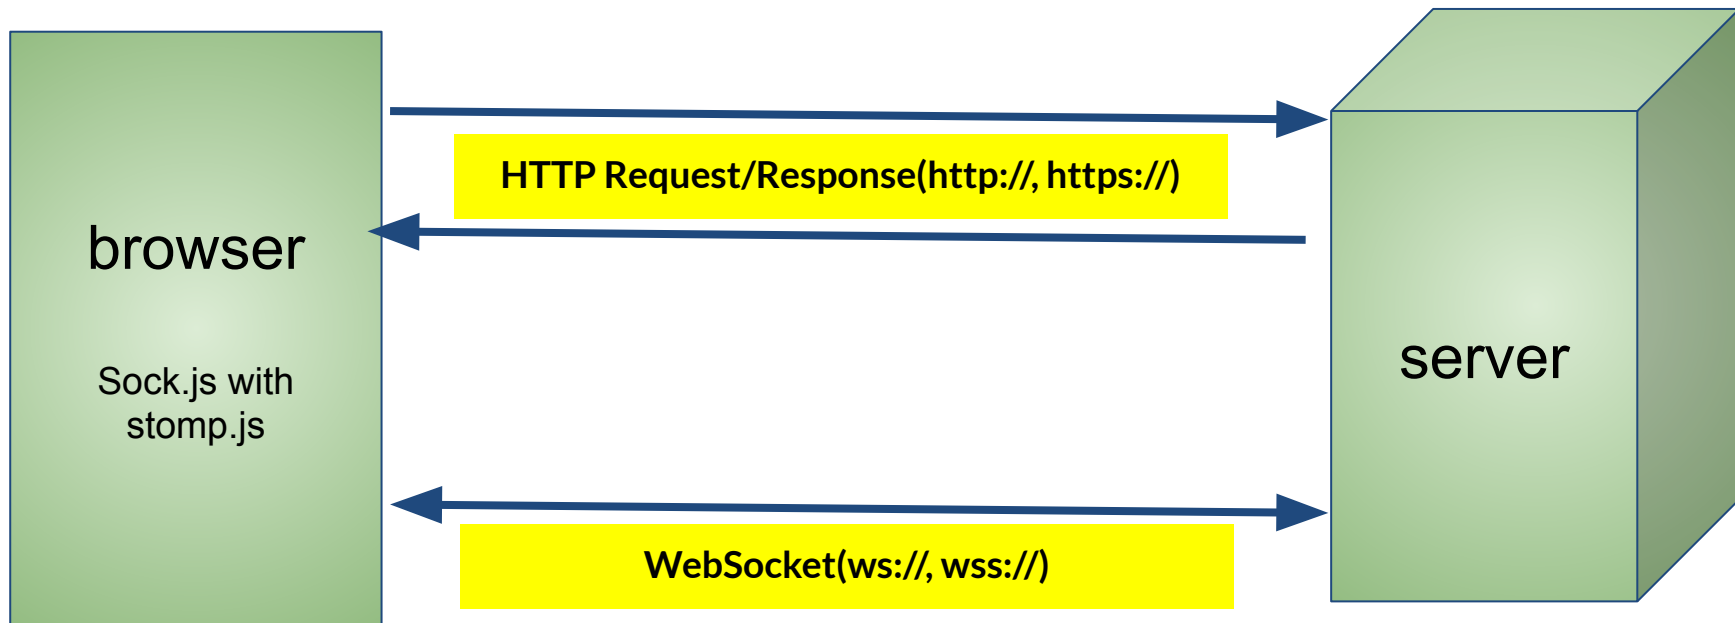 HTTP Request/Response(http://, https://)
browser
Sock.js with
stomp.js
server
WebSocket(ws://, wss://)